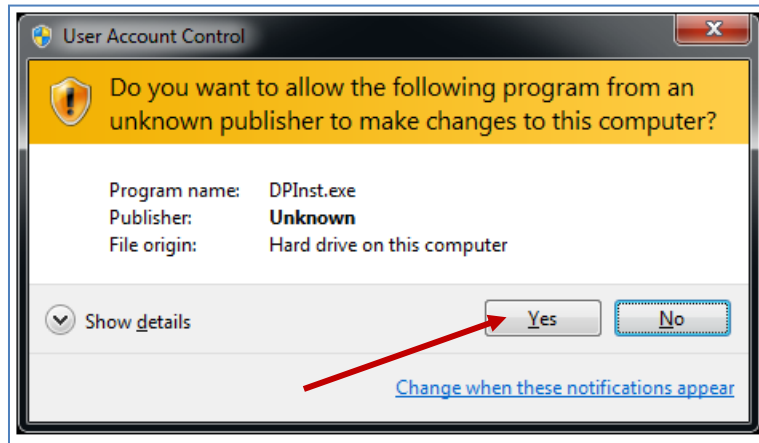 User Account Control
Do you want to allow the following program from an
unknown publisher to make changes to this computer?
Program name: DPInst.exe
Publisher: Unknown
File origin: Hard drive on this computer
Show details Yes No
Change when these notifications appear